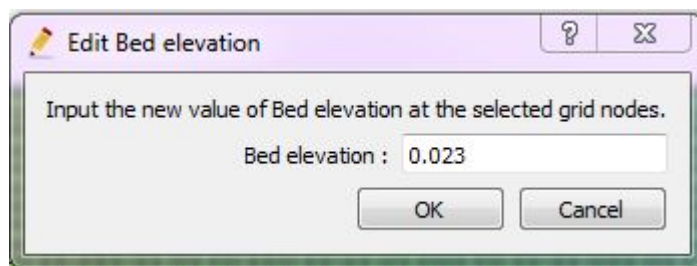 Edit Bed elevation
Input the new value of Bed elevation at the selected grid nodes.
Bed elevation : 0.023
OK Cancel